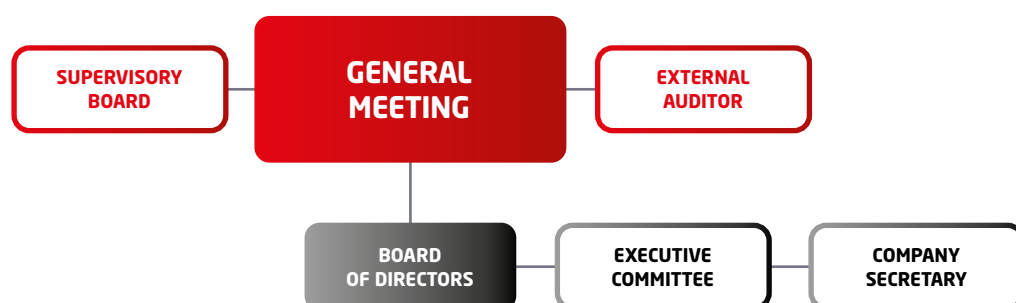 SUPERVISORY
BOARD
GENERAL
MEETING
EXTERNAL
AUDITOR
BOARD
OF DIRECTORS
EXECUTIVE
COMMITTEE
COMPANY
SECRETARY